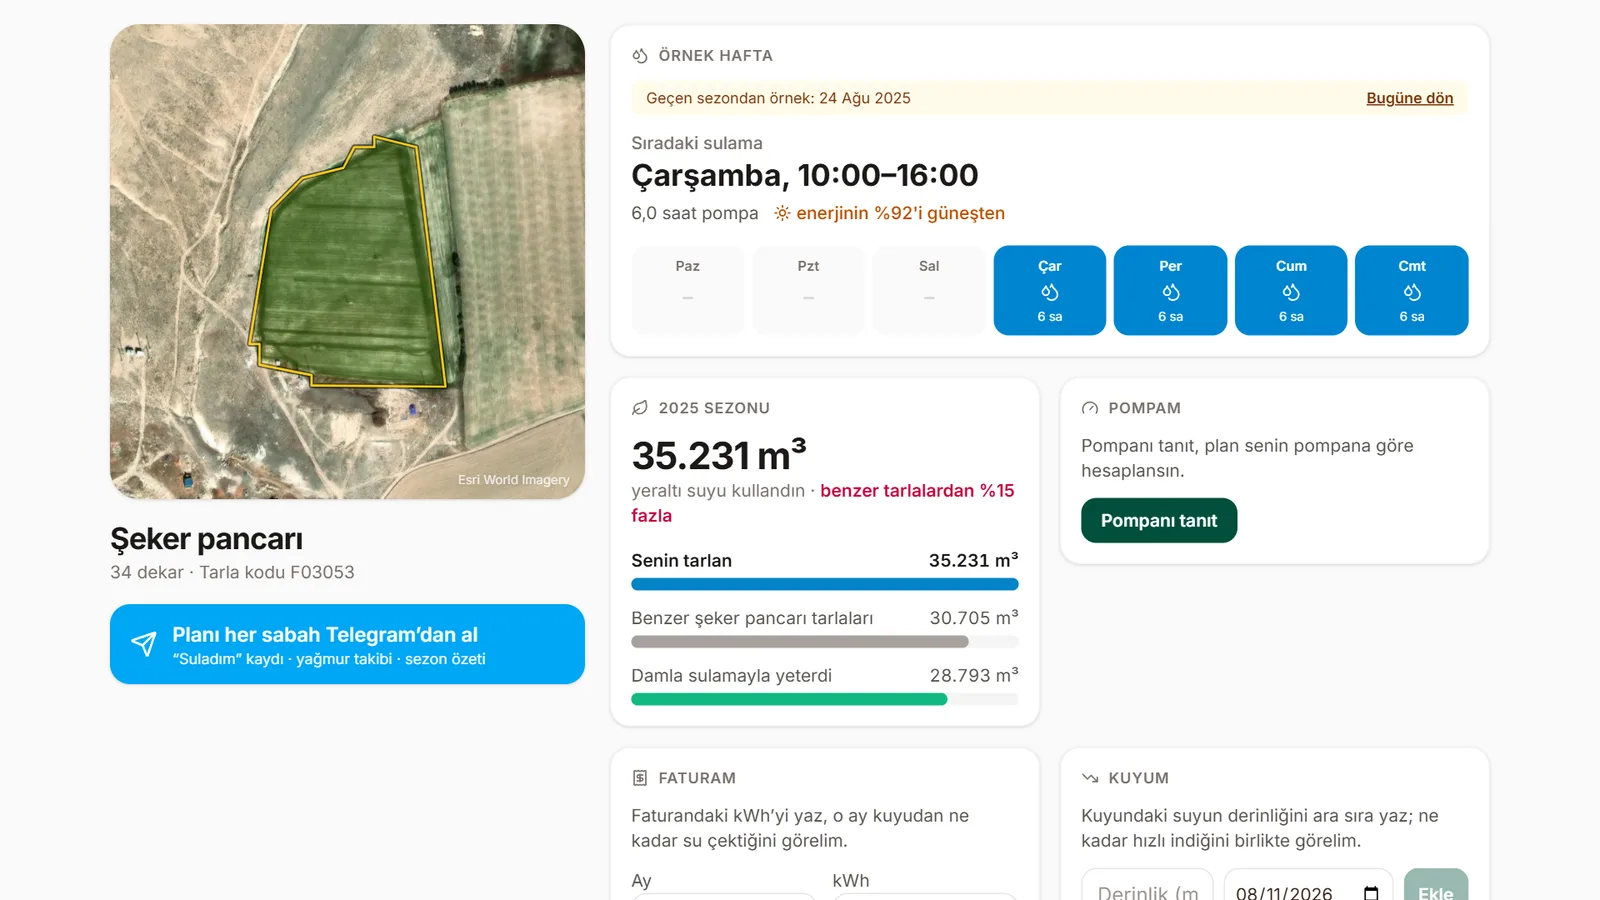 Esri World Imagery
Şeker pancarı
34 dekar · Tarla kodu F03053
Planı her sabah Telegram’dan al
“Suladım” kaydı · yağmur takibi · sezon özeti
ÖRNEK HAFTA
Geçen sezondan örnek: 24 Ağu 2025
Bugüne dön
Sıradaki sulama
Çarşamba, 10:00–16:00
6,0 saat pompa
enerjinin %92'i güneşten
Paz Pzt Sal Çar Per Cum Cmt
– – – 6 sa 6 sa 6 sa 6 sa
2025 SEZONU
35.231 m³
yeraltı suyu kullandın · benzer tarlalardan %15
fazla
Senin tarlan 35.231 m³
Benzer şeker pancarı tarlaları 30.705 m³
Damla sulamayla yeterdi 28.793 m³
POMPAM
Pompanı tanıt, plan senin pompana göre
hesaplansın.
Pompanı tanıt
FATURAM
Faturandaki kWh’yi yaz, o ay kuyudan ne
kadar su çektiğini görelim.
Ay kWh
KUYUM
Kuyundaki suyun derinliğini ara sıra yaz; ne
kadar hızlı indiğini birlikte görelim.
Derinlik (m 08/11/2026 Ekle